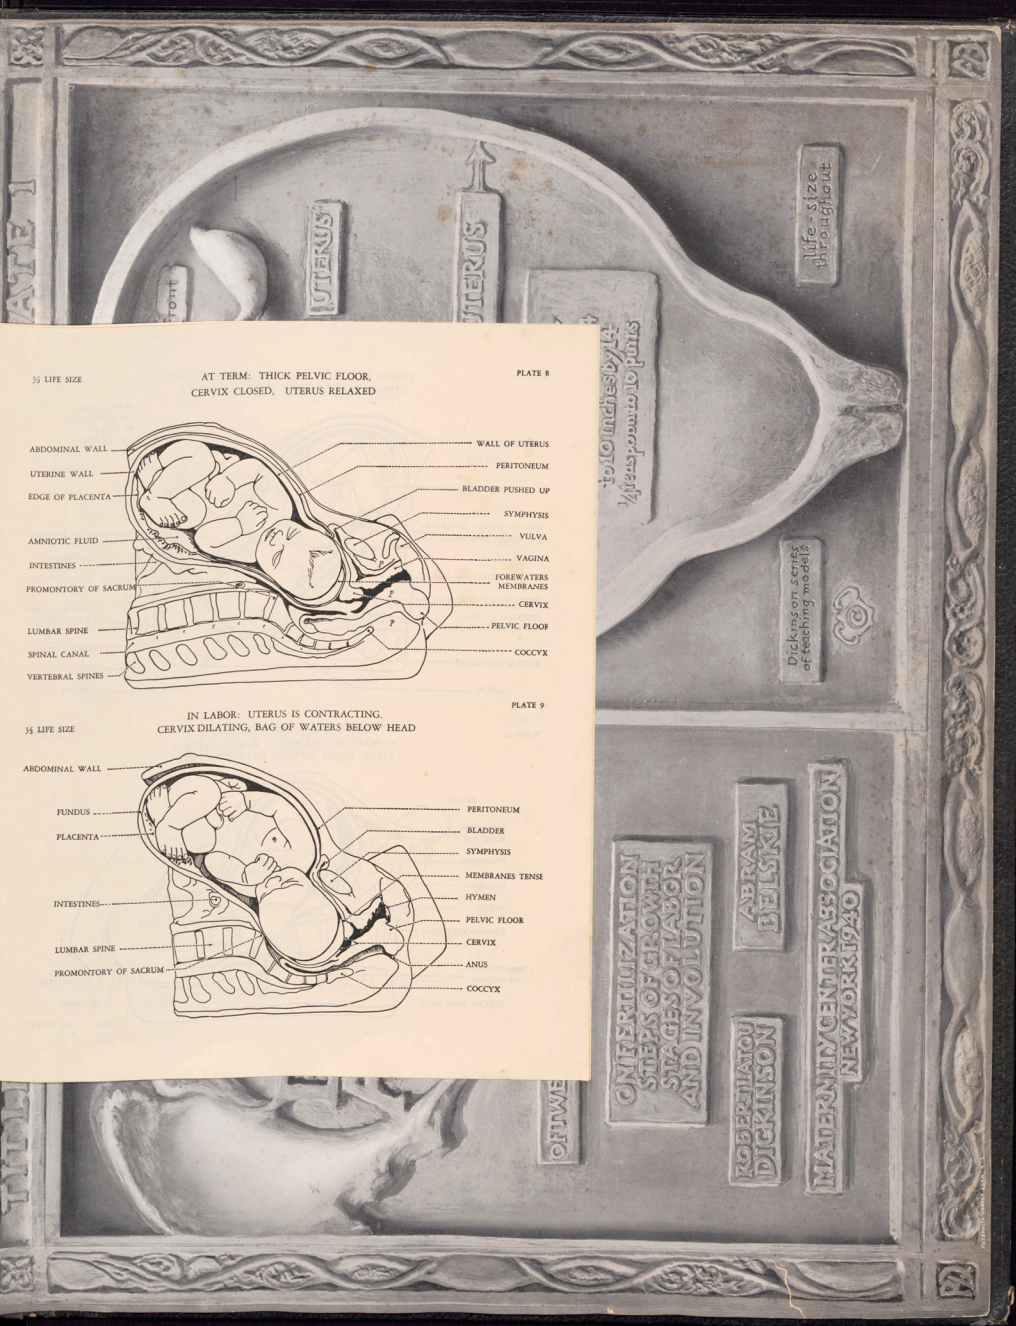 ⅓ LIFE SIZE
AT TERM: THICK PELVIC FLOOR,
CERVIX CLOSED, UTERUS RELAXED
PLATE 8
ABDOMINAL WALL
UTERINE WALL
EDGE OF PLACENTA
AMNIOTIC FLUID
INTESTINES
PROMONTORY OF SACRUM
LUMBAR SPINE
SPINAL CANAL
VERTEBRAL SPINES
WALL OF UTERUS
PERITONEUM
BLADDER PUSHED UP
SYMPHYSIS
VULVA
VAGINA
FOREWATERS
MEMBRANES
CERVIX
PELVIC FLOOR
COCCYX
PLATE 9
⅓ LIFE SIZE
IN LABOR: UTERUS IS CONTRACTING.
CERVIX DILATING, BAG OF WATERS BELOW HEAD
ABDOMINAL WALL
FUNDUS
PLACENTA
INTESTINES
LUMBAR SPINE
PROMONTORY OF SACRUM
PERITONEUM
BLADDER
SYMPHYSIS
MEMBRANES TENSE
HYMEN
PELVIC FLOOR
CERVIX
ANUS
COCCYX
UTERUS
UTERUS
life-size
throughout
to 10 inches by 14
¼ teaspoon to 10 pints
Dickinson series
of teaching models
ON FERTILIZATION
STEPS OF GROWTH
STAGES OF LABOR
AND INVOLUTION
ABRAM
BELSKIE
ROBERT LATOU
DICKINSON
MATERNITY CENTER ASSOCIATION
NEW YORK 1940